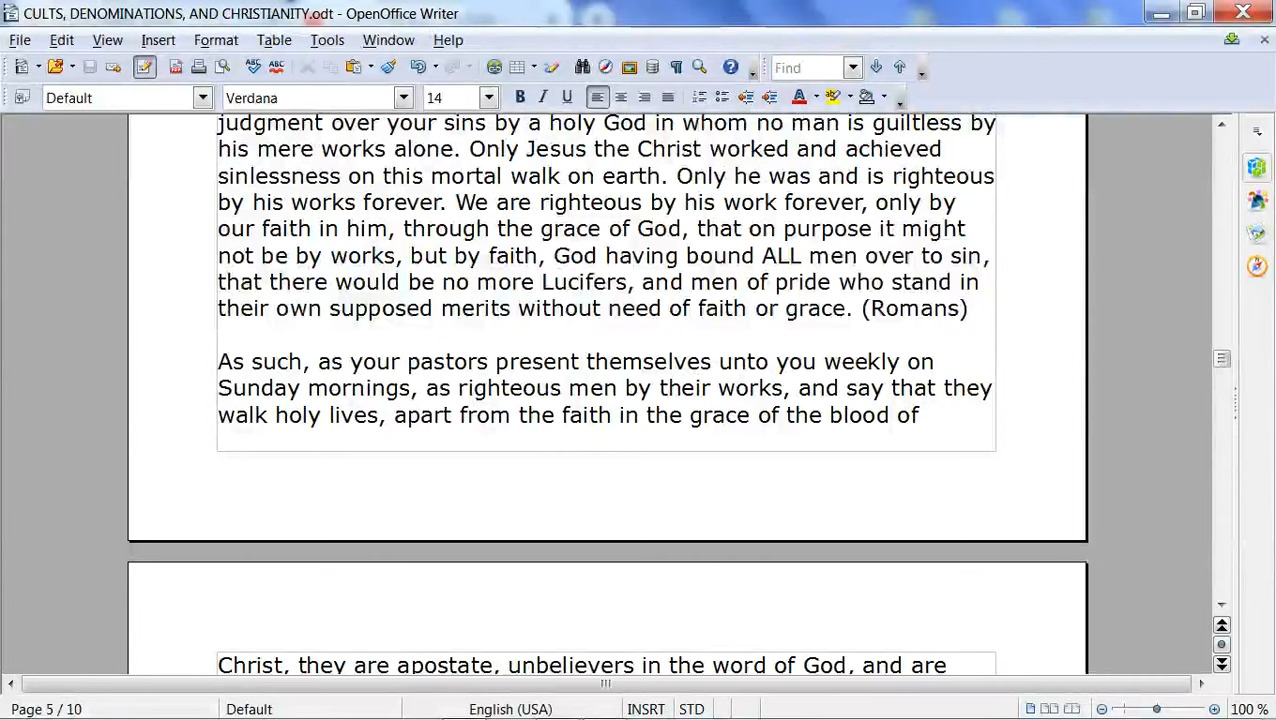 CULTS, DENOMINATIONS, AND CHRISTIANITY.odt - OpenOffice Writer
File Edit View Insert Format Table Tools Window Help
Find
Default Verdana 14 B I U
judgment over your sins by a holy God in whom no man is guiltless by
his mere works alone. Only Jesus the Christ worked and achieved
sinlessness on this mortal walk on earth. Only he was and is righteous
by his works forever. We are righteous by his work forever, only by
our faith in him, through the grace of God, that on purpose it might
not be by works, but by faith, God having bound ALL men over to sin,
that there would be no more Lucifers, and men of pride who stand in
their own supposed merits without need of faith or grace. (Romans)
As such, as your pastors present themselves unto you weekly on
Sunday mornings, as righteous men by their works, and say that they
walk holy lives, apart from the faith in the grace of the blood of
Christ, they are apostate, unbelievers in the word of God, and are
Page 5 / 10 Default English (USA) INSRT STD 100 %